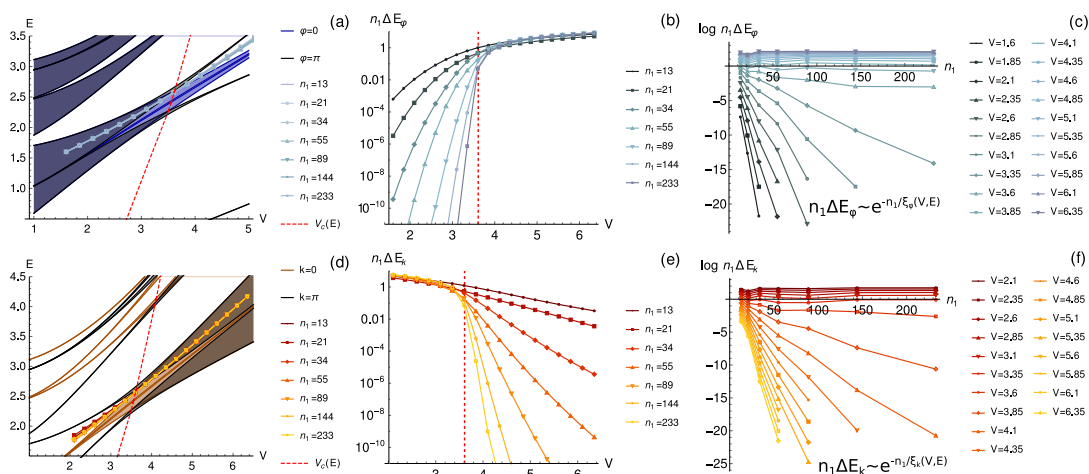 E
3.5
3.0
2.5
2.0
1.5
1.0
1
2
3
4
5
V
φ=0
φ=π
n₁=13
n₁=21
n₁=34
n₁=55
n₁=89
n₁=144
n₁=233
V_c(E)
(a)
n₁ΔE_φ
1
0.01
10⁻⁴
10⁻⁶
10⁻⁸
10⁻¹⁰
2
3
4
5
6
V
n₁=13
n₁=21
n₁=34
n₁=55
n₁=89
n₁=144
n₁=233
(b)
log n₁ΔE_φ
n₁
50
100
150
200
-5
-10
-15
-20
n₁ΔE_φ~e^{-n₁/ξ_φ(V,E)}
(c)
V=1.6
V=1.85
V=2.1
V=2.35
V=2.6
V=2.85
V=3.1
V=3.35
V=3.6
V=3.85
V=4.1
V=4.35
V=4.6
V=4.85
V=5.1
V=5.35
V=5.6
V=5.85
V=6.1
V=6.35
E
4.5
4.0
3.5
3.0
2.5
2.0
2
3
4
5
6
V
k=0
k=π
n₁=13
n₁=21
n₁=34
n₁=55
n₁=89
n₁=144
n₁=233
V_c(E)
(d)
n₁ΔE_k
1
0.01
10⁻⁴
10⁻⁶
10⁻⁸
10⁻¹⁰
2
3
4
5
6
V
n₁=13
n₁=21
n₁=34
n₁=55
n₁=89
n₁=144
n₁=233
(e)
log n₁ΔE_k
n₁
50
100
150
200
-5
-10
-15
-20
-25
n₁ΔE_k~e^{-n₁/ξ_k(V,E)}
(f)
V=2.1
V=2.35
V=2.6
V=2.85
V=3.1
V=3.35
V=3.6
V=3.85
V=4.1
V=4.35
V=4.6
V=4.85
V=5.1
V=5.35
V=5.6
V=5.85
V=6.1
V=6.35